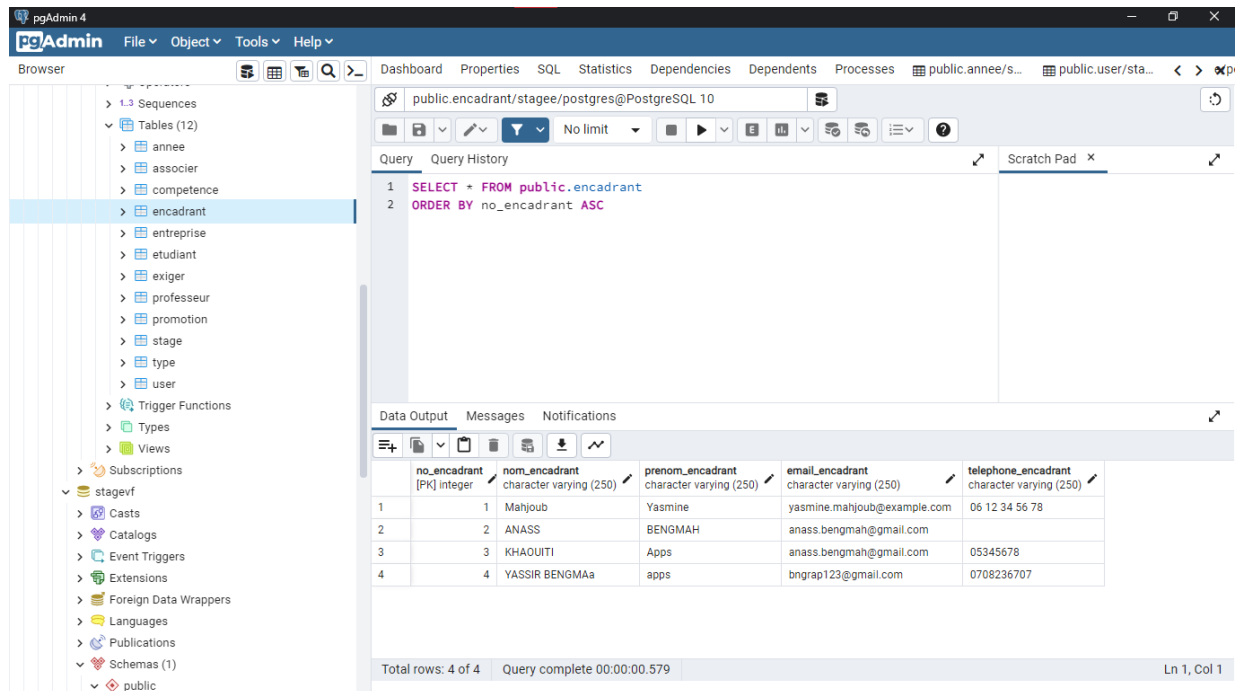 pgAdmin 4
pgAdmin File Object Tools Help
Browser
Dashboard Properties SQL Statistics Dependencies Dependents Processes public.annee/s... public.user/sta...
1..3 Sequences
Tables (12)
annee
associer
competence
encadrant
entreprise
etudiant
exiger
professeur
promotion
stage
type
user
Trigger Functions
Types
Views
Subscriptions
stagevf
Casts
Catalogs
Event Triggers
Extensions
Foreign Data Wrappers
Languages
Publications
Schemas (1)
public
public.encadrant/stagee/postgres@PostgreSQL 10
No limit
Query Query History
Scratch Pad
1 SELECT * FROM public.encadrant
2 ORDER BY no_encadrant ASC
Data Output Messages Notifications
no_encadrant nom_encadrant prenom_encadrant email_encadrant telephone_encadrant
[PK] integer character varying (250) character varying (250) character varying (250) character varying (250)
1 1 Mahjoub Yasmine yasmine.mahjoub@example.com 06 12 34 56 78
2 2 ANASS BENGMAH anass.bengmah@gmail.com
3 3 KHAOUITI Apps anass.bengmah@gmail.com 05345678
4 4 YASSIR BENGMAa apps bngrap123@gmail.com 0708236707
Total rows: 4 of 4 Query complete 00:00:00.579 Ln 1, Col 1